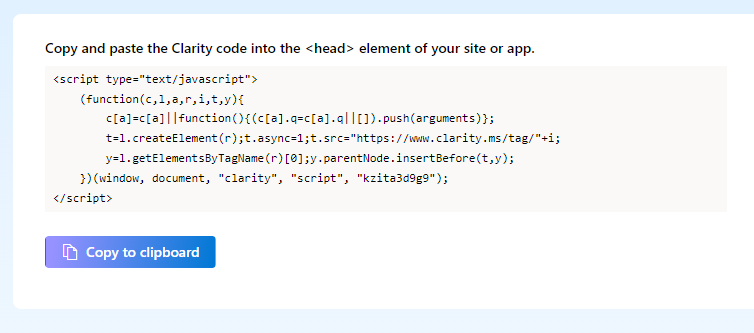 Copy and paste the Clarity code into the <head> element of your site or app.
<script type="text/javascript">
(function(c,l,a,r,i,t,y){
c[a]=c[a]||function(){(c[a].q=c[a].q||[]).push(arguments)};
t=l.createElement(r);t.async=1;t.src="https://www.clarity.ms/tag/"+i;
y=l.getElementsByTagName(r)[0];y.parentNode.insertBefore(t,y);
})(window, document, "clarity", "script", "kzita3d9g9");
</script>
Copy to clipboard